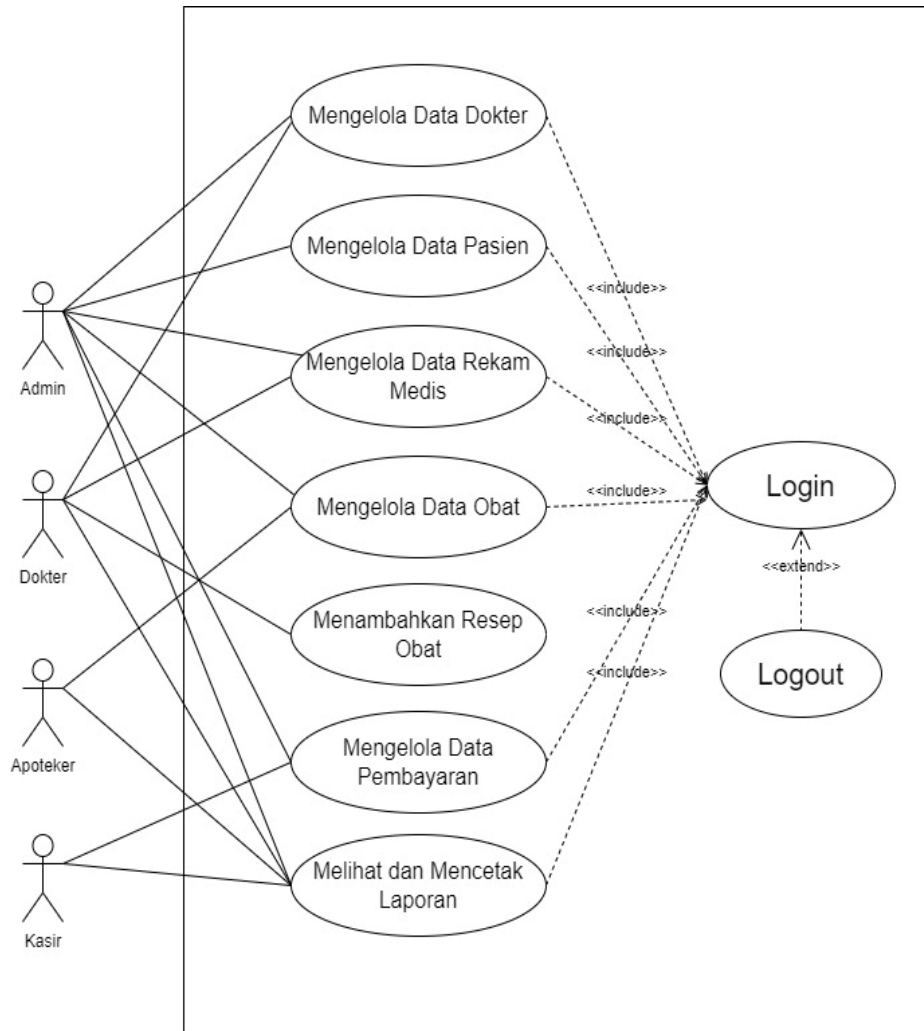 Mengelola Data Dokter
Mengelola Data Pasien
<<include>>
Admin
<<include>>
Mengelola Data Rekam
Medis
<<include>>
Dokter
Mengelola Data Obat
<<include>>
Login
<<extend>>
Menambahkan Resep
Obat
<<include>>
Logout
<<include>>
Apoteker
Mengelola Data
Pembayaran
Kasir
Melihat dan Mencetak
Laporan